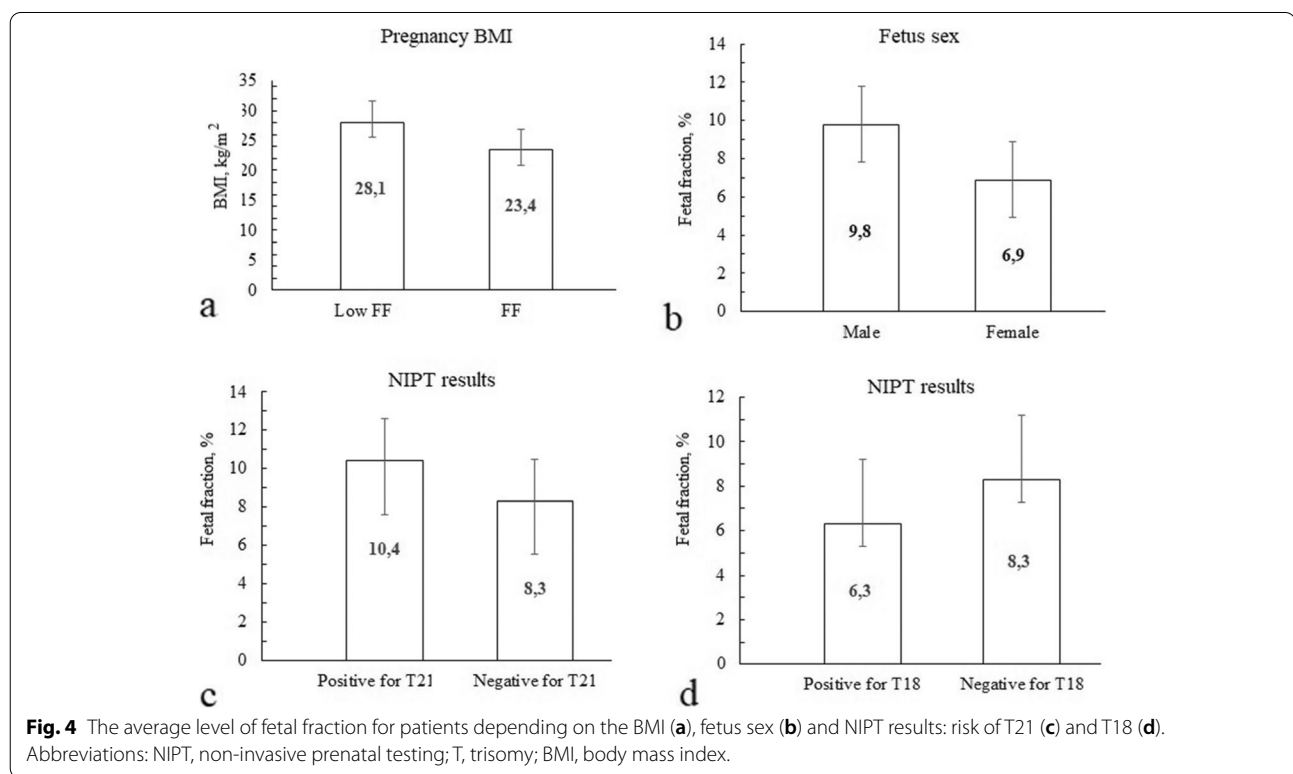 Pregnancy BMI
35
30
25
20
15
10
5
0
BMI, kg/m²
28,1
23,4
Low FF
FF
a
Fetus sex
14
12
10
8
6
4
2
0
Fetal fraction, %
9,8
6,9
Male
Female
b
NIPT results
14
12
10
8
6
4
2
0
Fetal fraction, %
10,4
8,3
Positive for T21
Negative for T21
c
NIPT results
12
10
8
6
4
2
0
Fetal fraction, %
6,3
8,3
Positive for T18
Negative for T18
d
Fig. 4 The average level of fetal fraction for patients depending on the BMI (a), fetus sex (b) and NIPT results: risk of T21 (c) and T18 (d).
Abbreviations: NIPT, non-invasive prenatal testing; T, trisomy; BMI, body mass index.